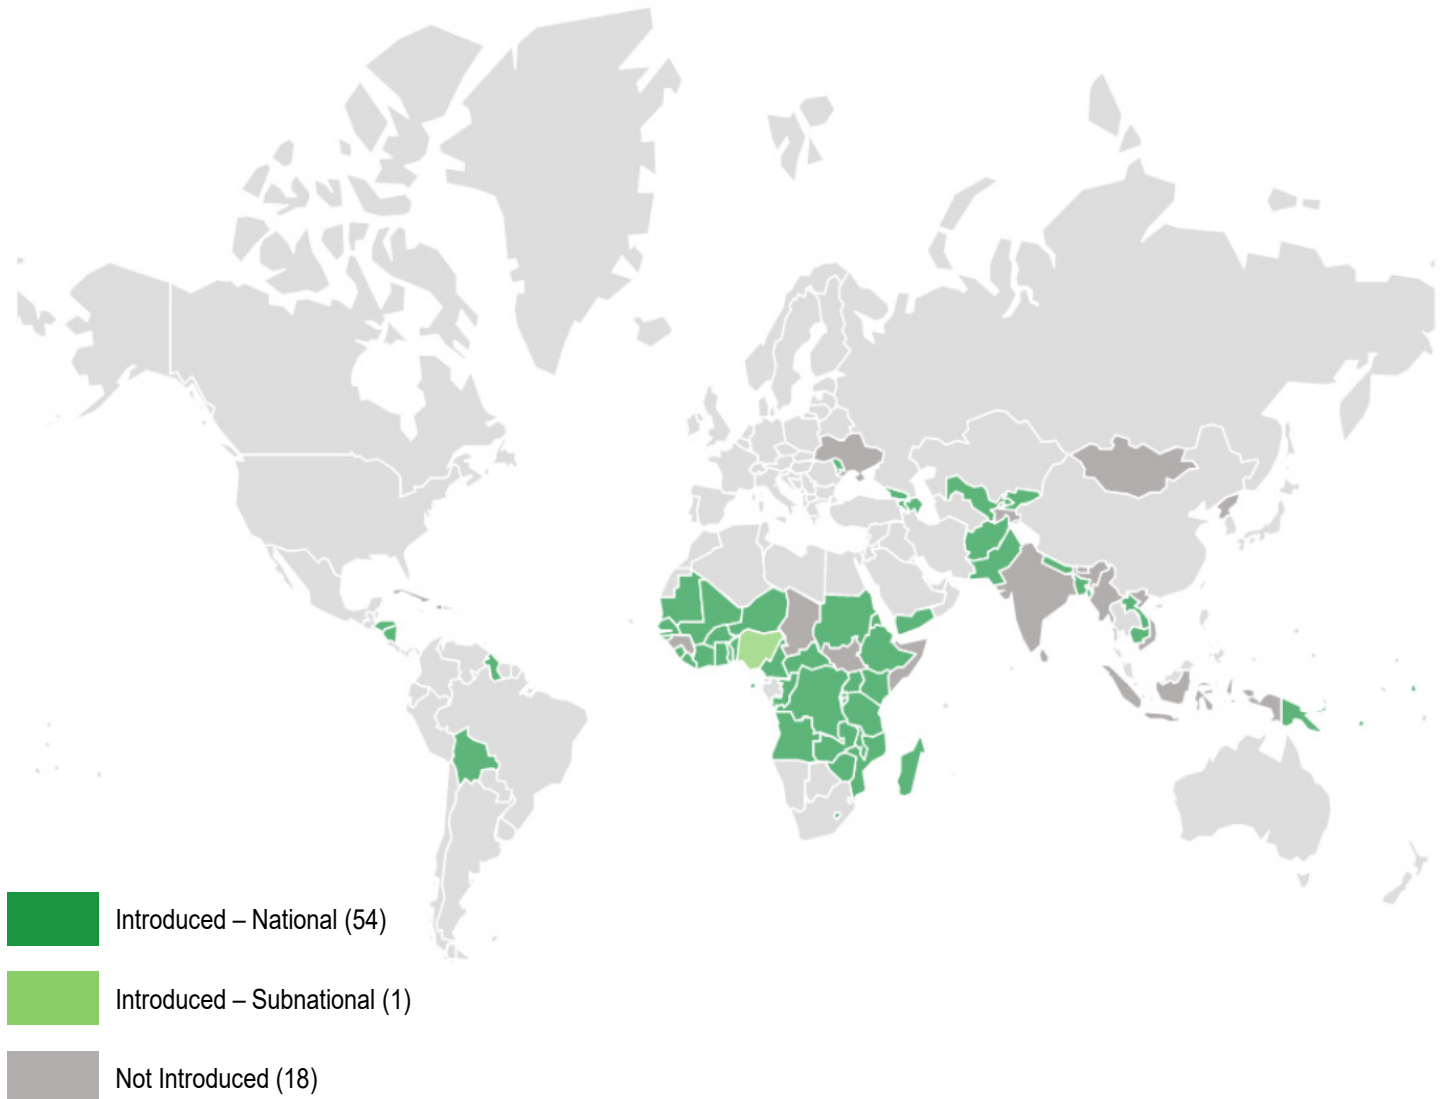 Introduced – National (54)
Introduced – Subnational (1)
Not Introduced (18)